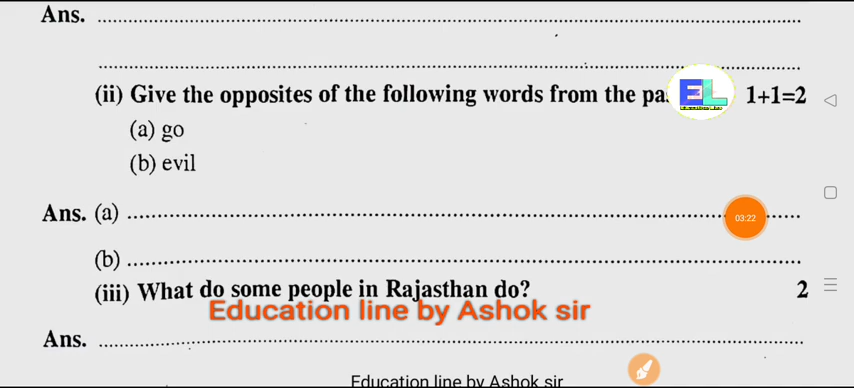 Ans. ....................
....................
(ii) Give the opposites of the following words from the pa EL 1+1=2
(a) go
(b) evil
Ans. (a) ....................
03:22
(b) ....................
(iii) What do some people in Rajasthan do? 2
Education line by Ashok sir
Ans. ....................
Education line by Ashok sir